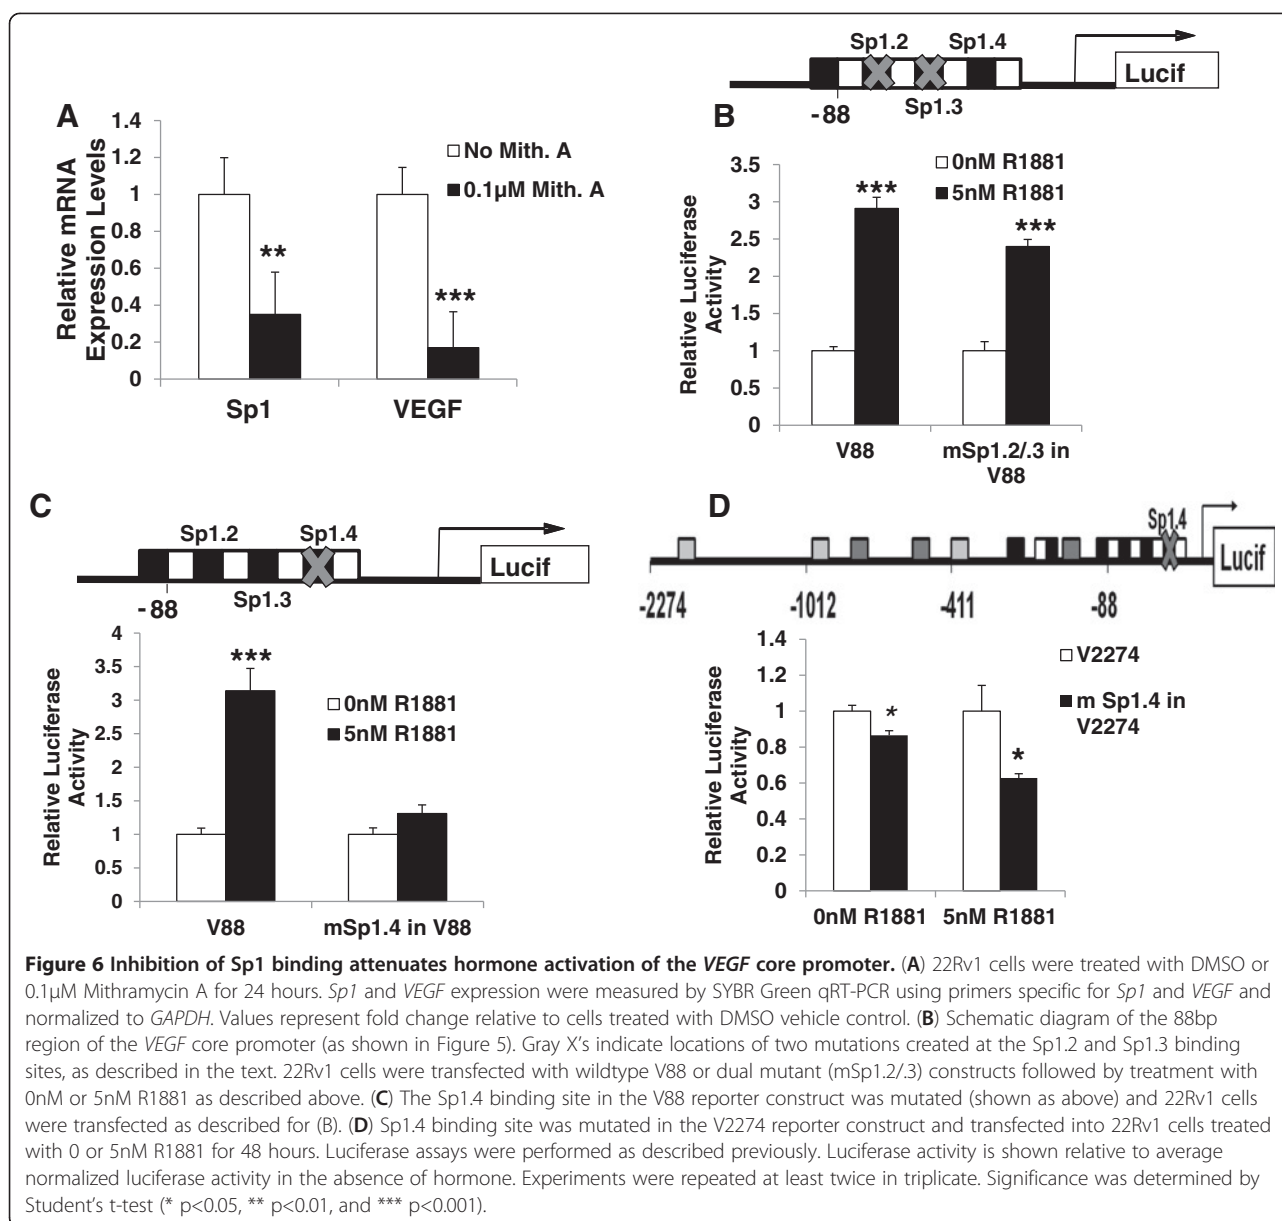 A
Relative mRNA
Expression Levels
1.4
1.2
1
0.8
0.6
0.4
0.2
0
No Mith. A
0.1µM Mith. A
**
***
Sp1
VEGF
B
Sp1.2
Sp1.4
Sp1.3
-88
Lucif
Relative Luciferase
Activity
3.5
3
2.5
2
1.5
1
0.5
0
0nM R1881
5nM R1881
***
***
V88
mSp1.2/.3 in
V88
C
Sp1.2
Sp1.4
Sp1.3
-88
Lucif
Relative Luciferase
Activity
4
3.5
3
2.5
2
1.5
1
0.5
0
***
0nM R1881
5nM R1881
V88
mSp1.4 in V88
D
Sp1.4
Lucif
-2274
-1012
-411
-88
Relative Luciferase
Activity
1.4
1.2
1
0.8
0.6
0.4
0.2
0
V2274
m Sp1.4 in
V2274
*
*
0nM R1881
5nM R1881
Figure 6 Inhibition of Sp1 binding attenuates hormone activation of the VEGF core promoter. (A) 22Rv1 cells were treated with DMSO or
0.1µM Mithramycin A for 24 hours. Sp1 and VEGF expression were measured by SYBR Green qRT-PCR using primers specific for Sp1 and VEGF and
normalized to GAPDH. Values represent fold change relative to cells treated with DMSO vehicle control. (B) Schematic diagram of the 88bp
region of the VEGF core promoter (as shown in Figure 5). Gray X's indicate locations of two mutations created at the Sp1.2 and Sp1.3 binding
sites, as described in the text. 22Rv1 cells were transfected with wildtype V88 or dual mutant (mSp1.2/.3) constructs followed by treatment with
0nM or 5nM R1881 as described above. (C) The Sp1.4 binding site in the V88 reporter construct was mutated (shown as above) and 22Rv1 cells
were transfected as described for (B). (D) Sp1.4 binding site was mutated in the V2274 reporter construct and transfected into 22Rv1 cells treated
with 0 or 5nM R1881 for 48 hours. Luciferase assays were performed as described previously. Luciferase activity is shown relative to average
normalized luciferase activity in the absence of hormone. Experiments were repeated at least twice in triplicate. Significance was determined by
Student's t-test (* p<0.05, ** p<0.01, and *** p<0.001).